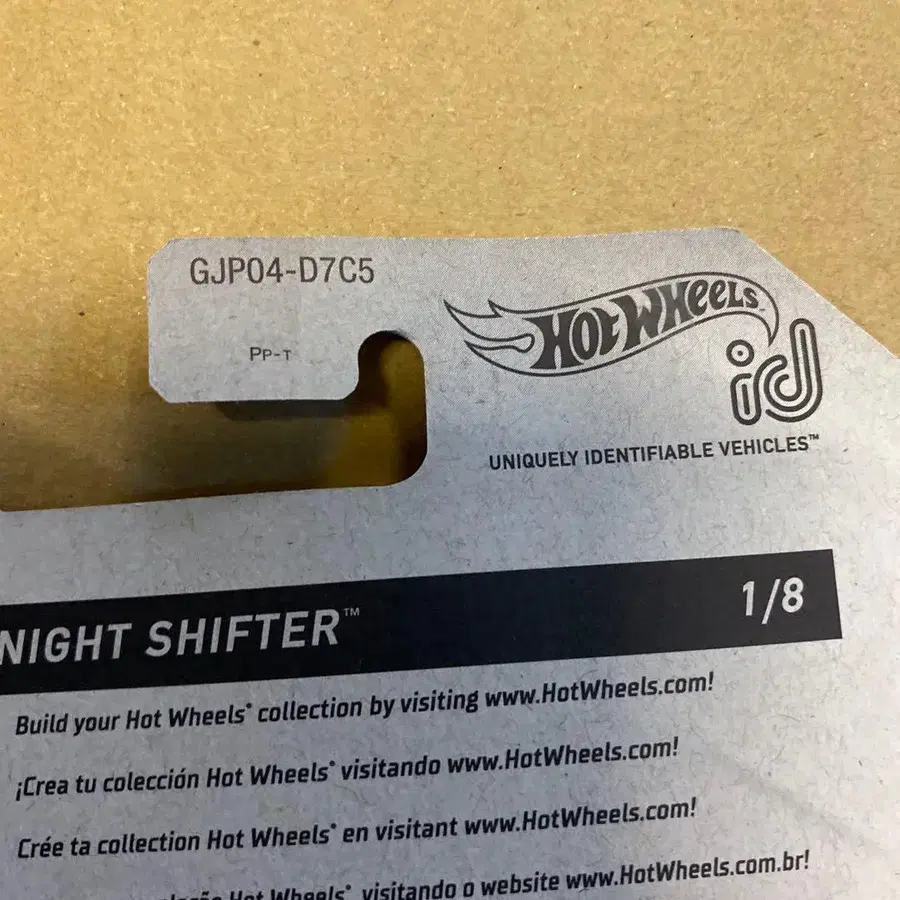 GJP04-D7C5
PP-T
HOT WHEELS™
id
UNIQUELY IDENTIFIABLE VEHICLES™
NIGHT SHIFTER™ 1/8
Build your Hot Wheels® collection by visiting www.HotWheels.com!
¡Crea tu colección Hot Wheels® visitando www.HotWheels.com!
Crée ta collection Hot Wheels® en visitant www.HotWheels.com!
Hot Wheels® visitando o website www.HotWheels.com.br!